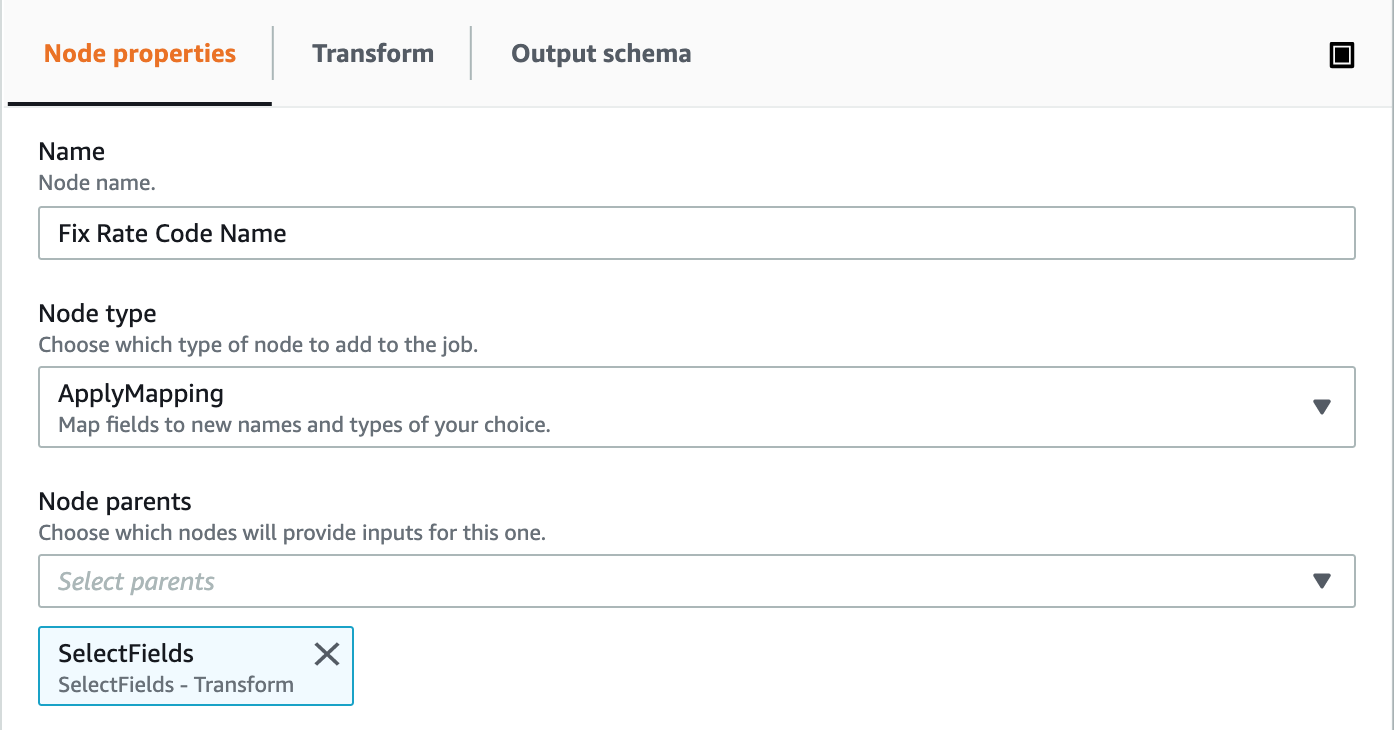 Node properties
Transform
Output schema
Name
Node name.
Fix Rate Code Name
Node type
Choose which type of node to add to the job.
ApplyMapping
Map fields to new names and types of your choice.
Node parents
Choose which nodes will provide inputs for this one.
Select parents
SelectFields
SelectFields - Transform